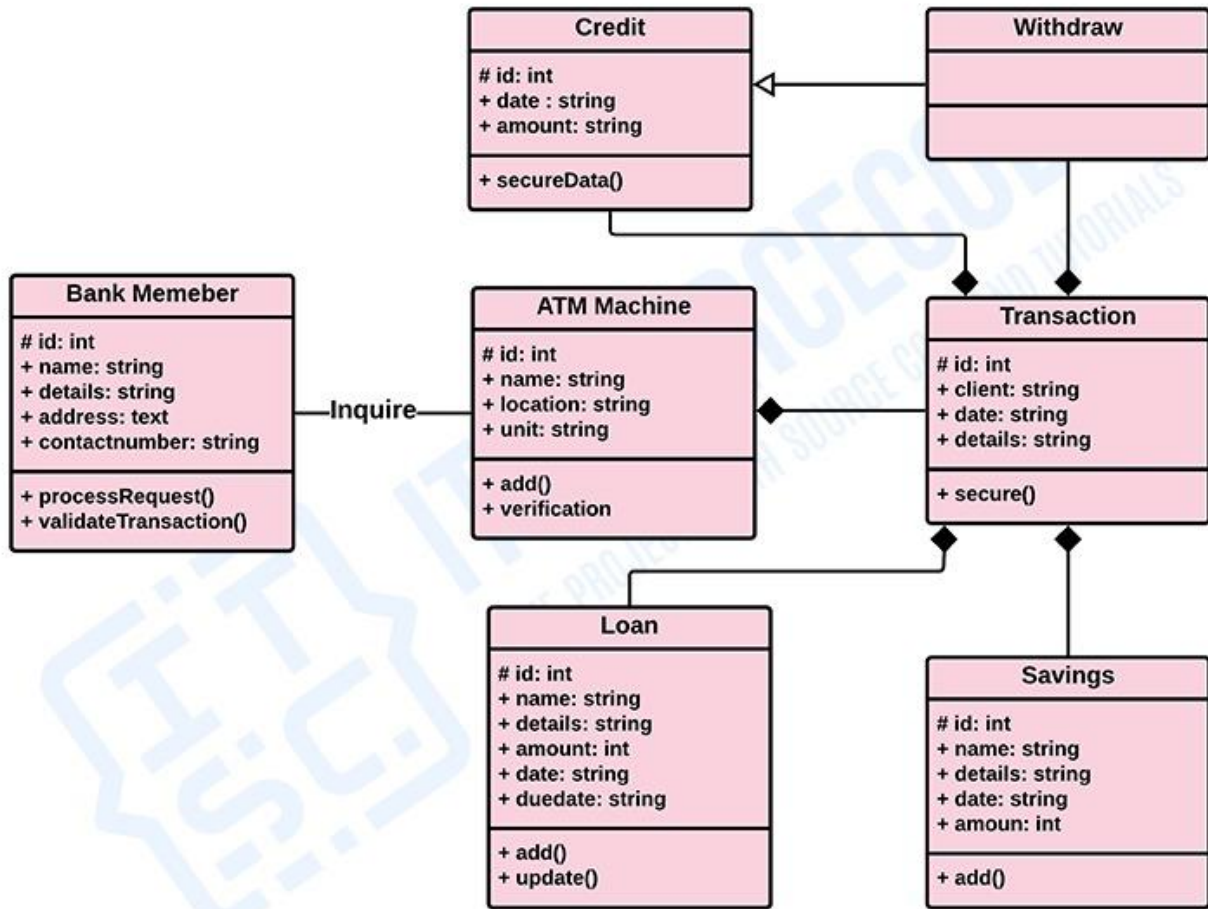 Credit
# id: int
+ date : string
+ amount: string
+ secureData()
Withdraw
Bank Memeber
# id: int
+ name: string
+ details: string
+ address: text
+ contactnumber: string
+ processRequest()
+ validateTransaction()
Inquire
ATM Machine
# id: int
+ name: string
+ location: string
+ unit: string
+ add()
+ verification
Transaction
# id: int
+ client: string
+ date: string
+ details: string
+ secure()
Loan
# id: int
+ name: string
+ details: string
+ amount: int
+ date: string
+ duedate: string
+ add()
+ update()
Savings
# id: int
+ name: string
+ details: string
+ date: string
+ amoun: int
+ add()